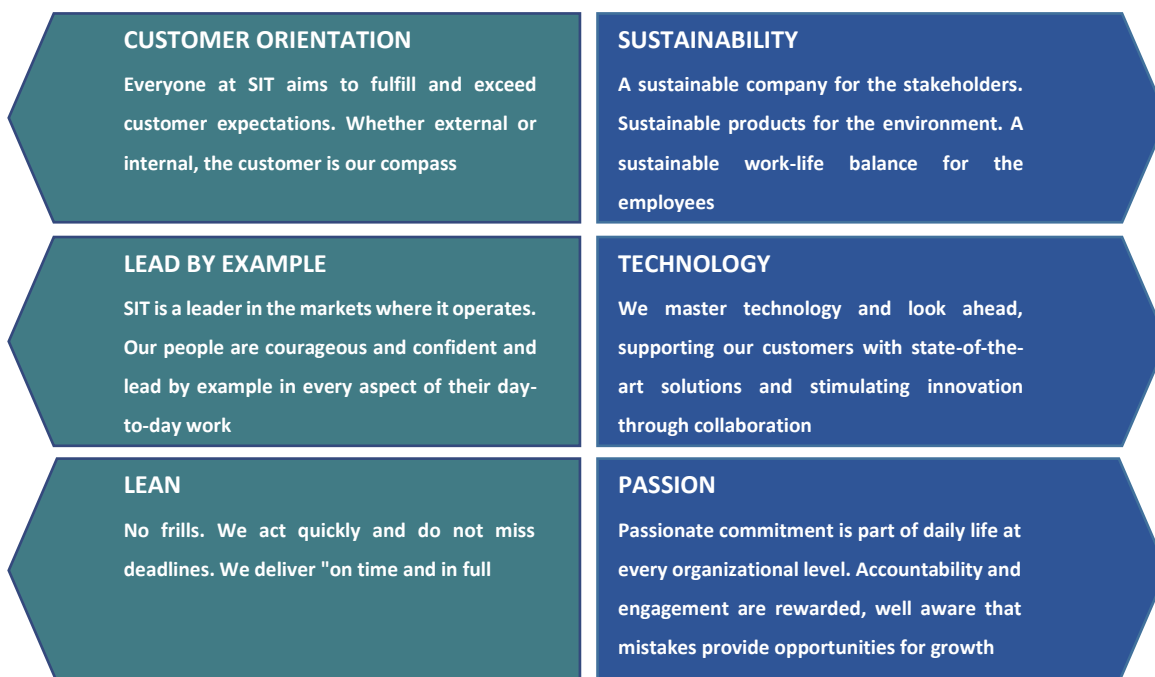 CUSTOMER ORIENTATION
Everyone at SIT aims to fulfill and exceed
customer expectations. Whether external or
internal, the customer is our compass
SUSTAINABILITY
A sustainable company for the stakeholders.
Sustainable products for the environment. A
sustainable work-life balance for the
employees
LEAD BY EXAMPLE
SIT is a leader in the markets where it operates.
Our people are courageous and confident and
lead by example in every aspect of their day-
to-day work
TECHNOLOGY
We master technology and look ahead,
supporting our customers with state-of-the-
art solutions and stimulating innovation
through collaboration
LEAN
No frills. We act quickly and do not miss
deadlines. We deliver "on time and in full
PASSION
Passionate commitment is part of daily life at
every organizational level. Accountability and
engagement are rewarded, well aware that
mistakes provide opportunities for growth